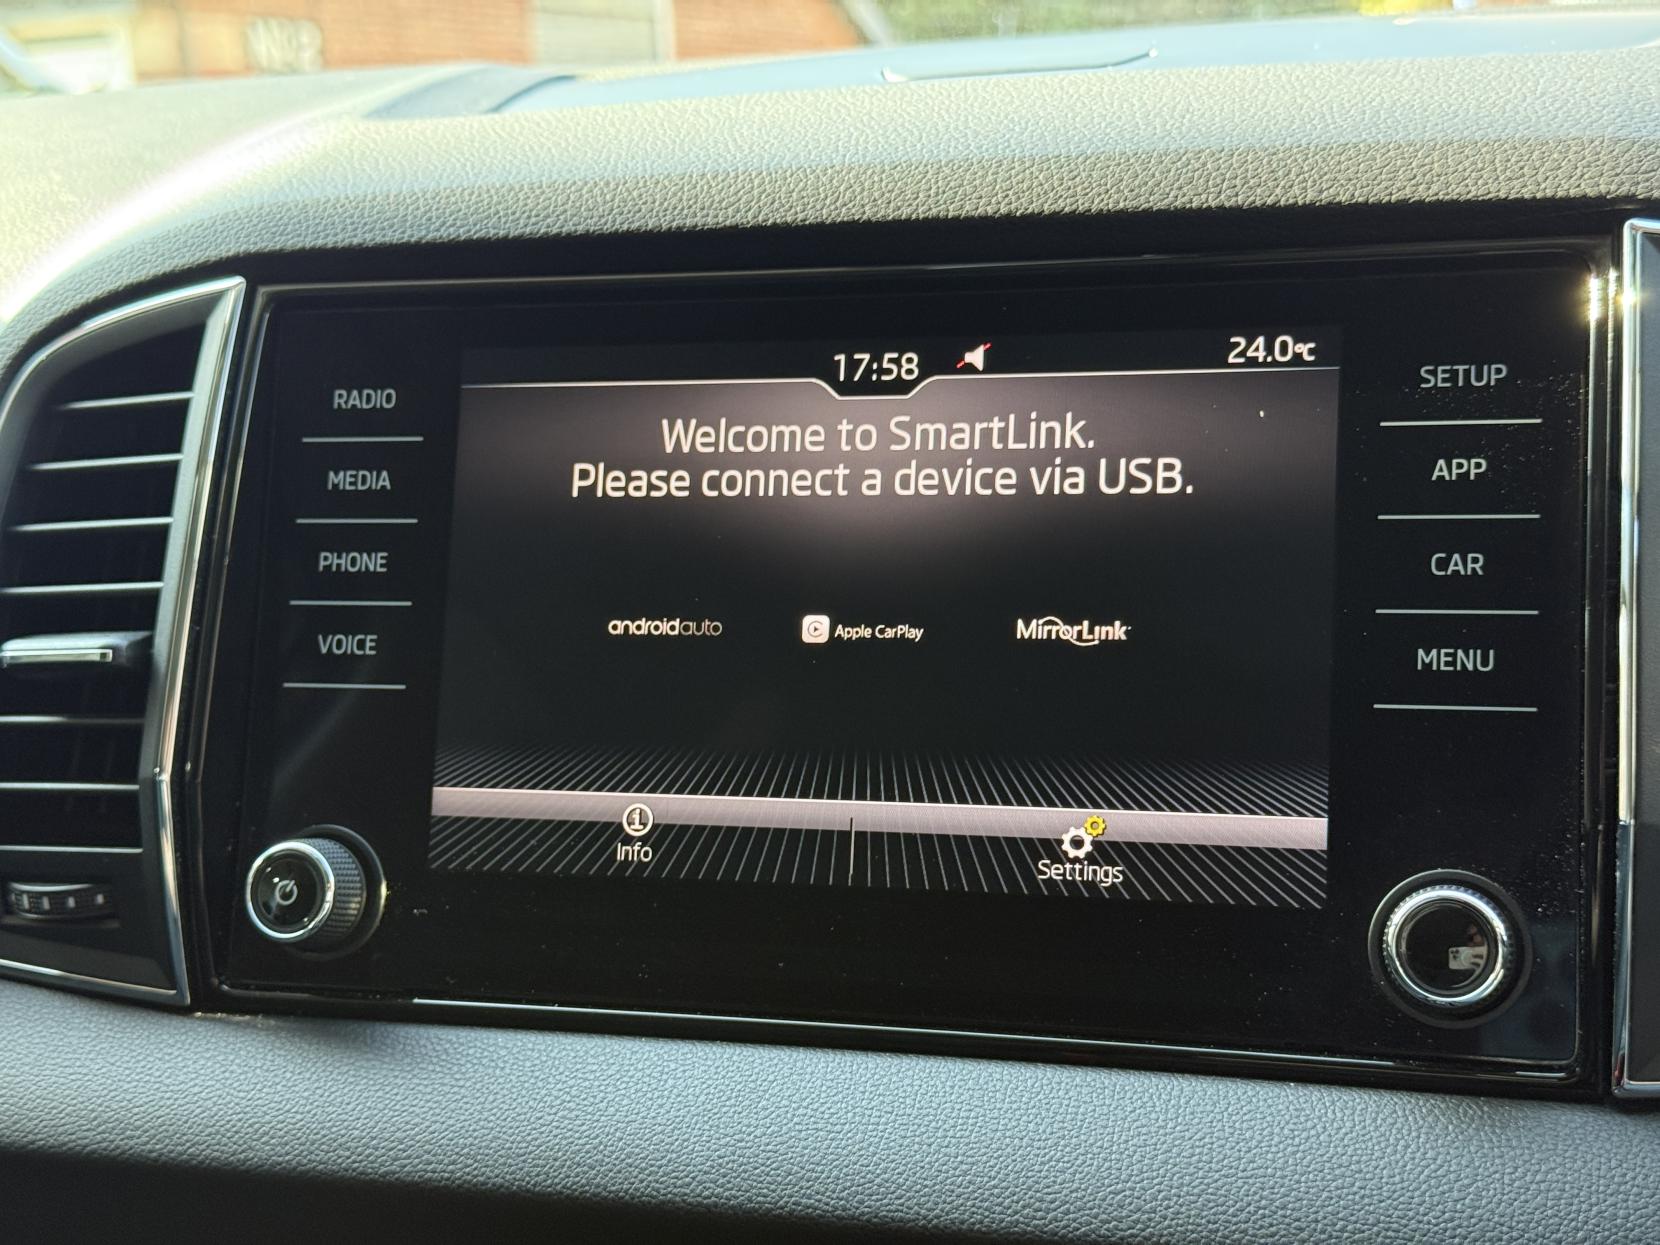 17:58
24.0°C
Welcome to SmartLink.
Please connect a device via USB.
androidauto
Apple CarPlay
MirrorLink
Info
Settings
RADIO
MEDIA
PHONE
VOICE
SETUP
APP
CAR
MENU